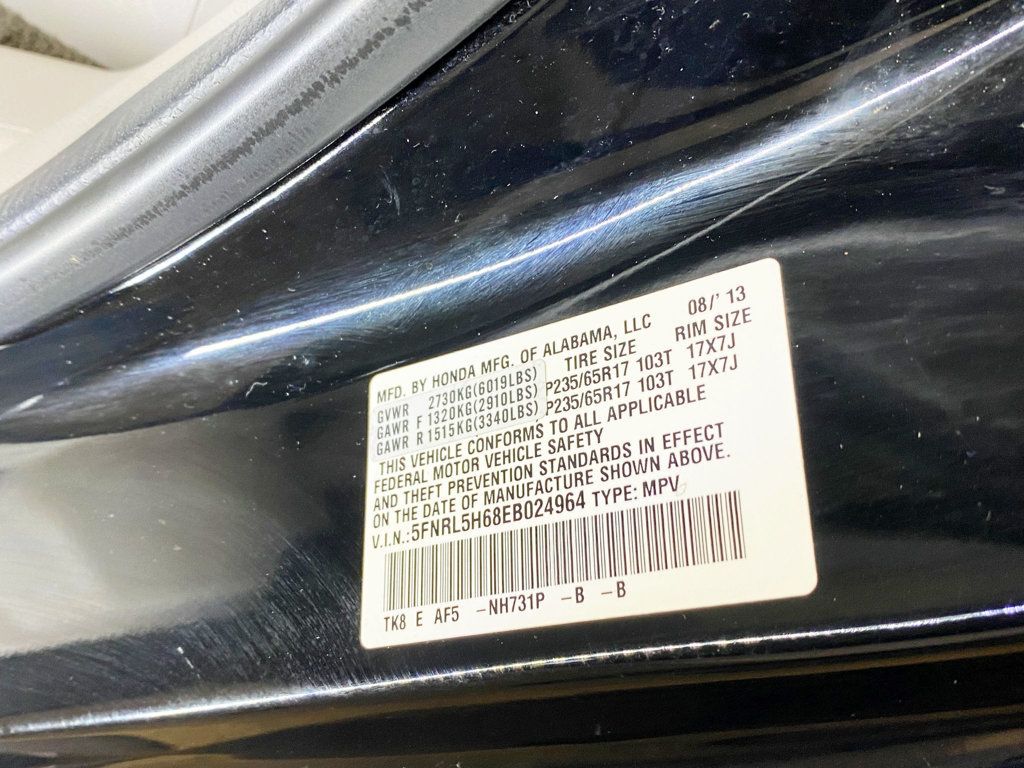 MFD. BY HONDA MFG. OF ALABAMA, LLC 08/' 13
GVWR 2730KG(6019LBS) TIRE SIZE RIM SIZE
GAWR F 1320KG(2910LBS) P235/65R17 103T 17X7J
GAWR R 1515KG(3340LBS) P235/65R17 103T 17X7J
THIS VEHICLE CONFORMS TO ALL APPLICABLE
FEDERAL MOTOR VEHICLE SAFETY
AND THEFT PREVENTION STANDARDS IN EFFECT
ON THE DATE OF MANUFACTURE SHOWN ABOVE.
V.I.N.: 5FNRL5H68EB024964 TYPE: MPV
TK8 E AF5 -NH731P -B -B